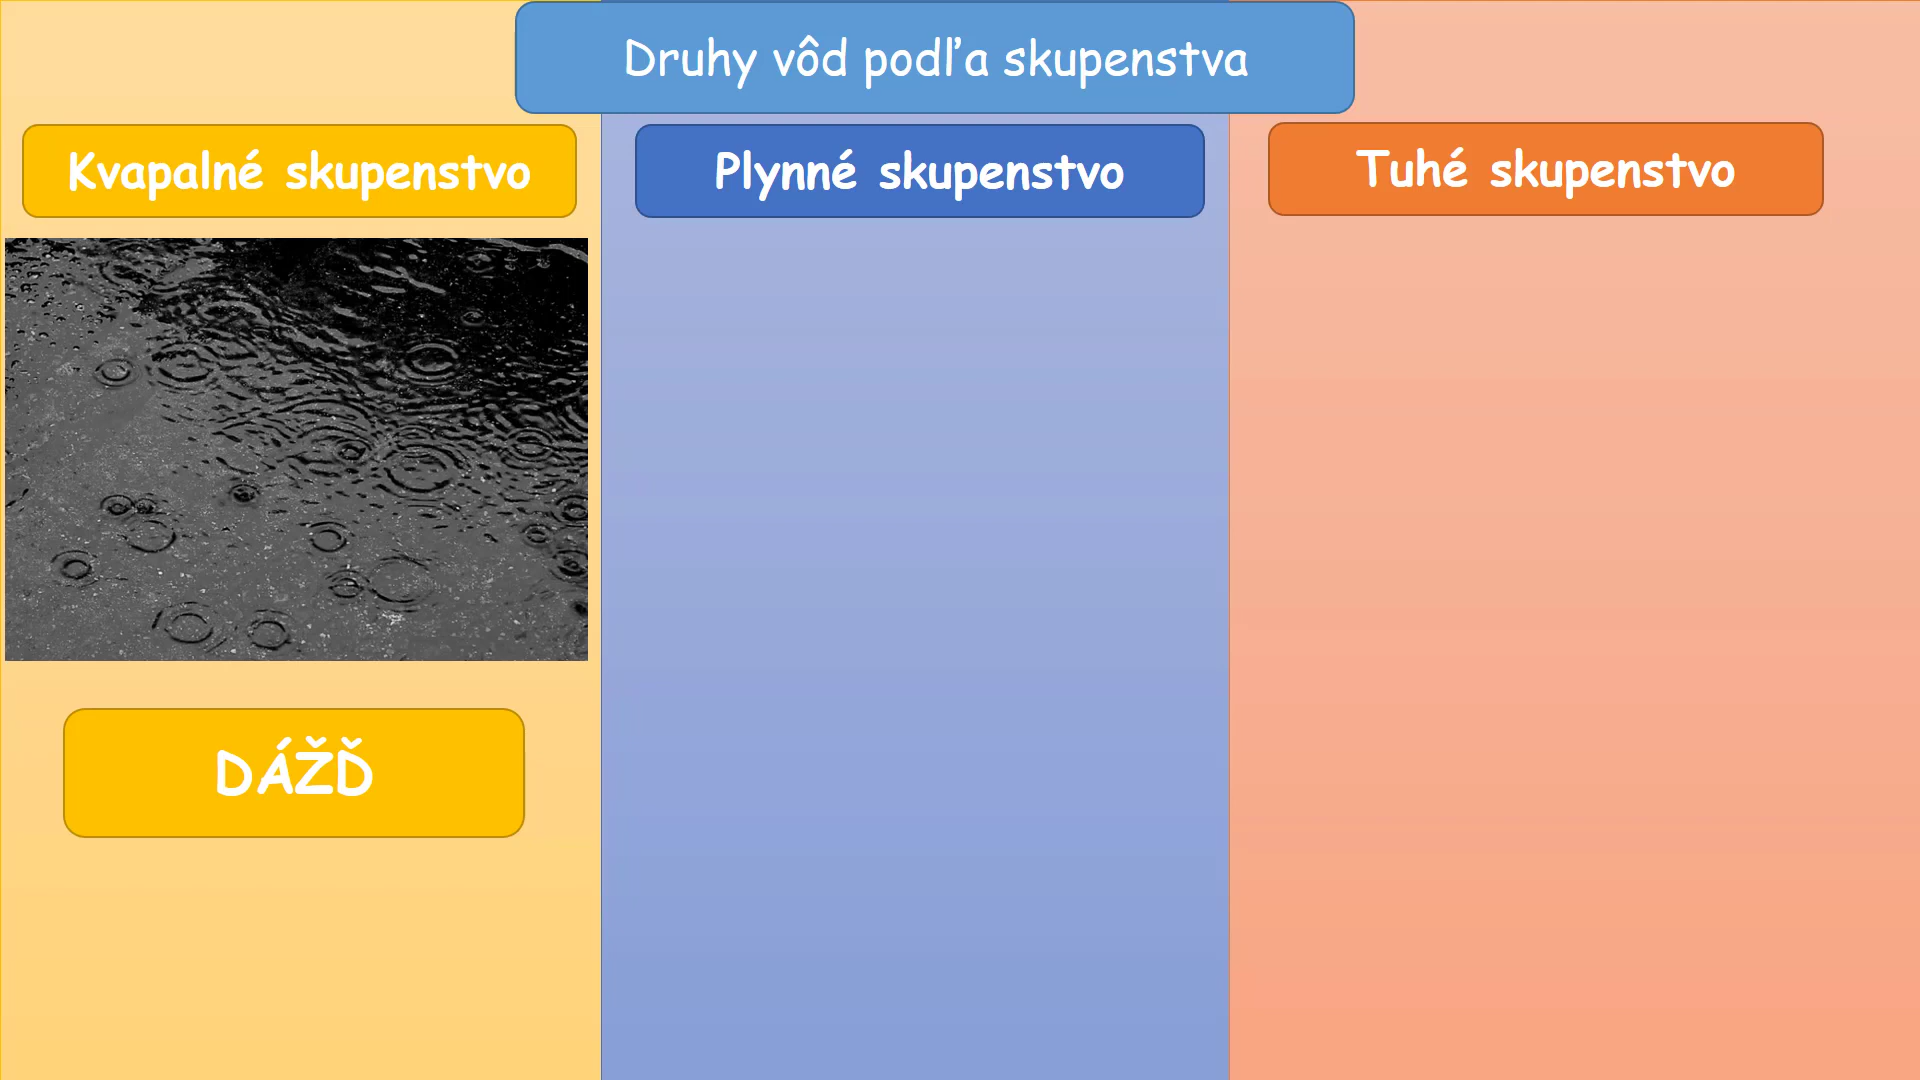 Druhy vôd podľa skupenstva
Kvapalné skupenstvo
Plynné skupenstvo
Tuhé skupenstvo
DÁŽĎ